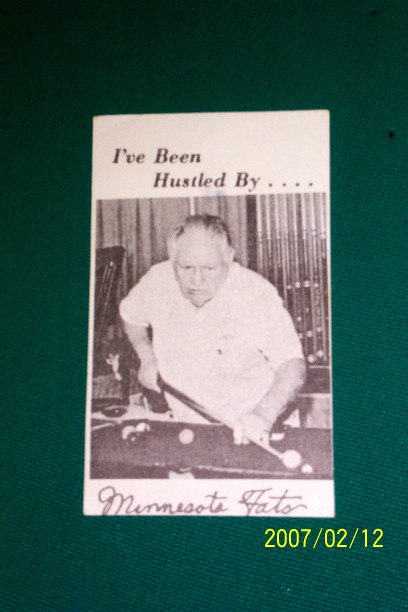 I've Been
Hustled By . . . .
Minnesota Fats
2007/02/12